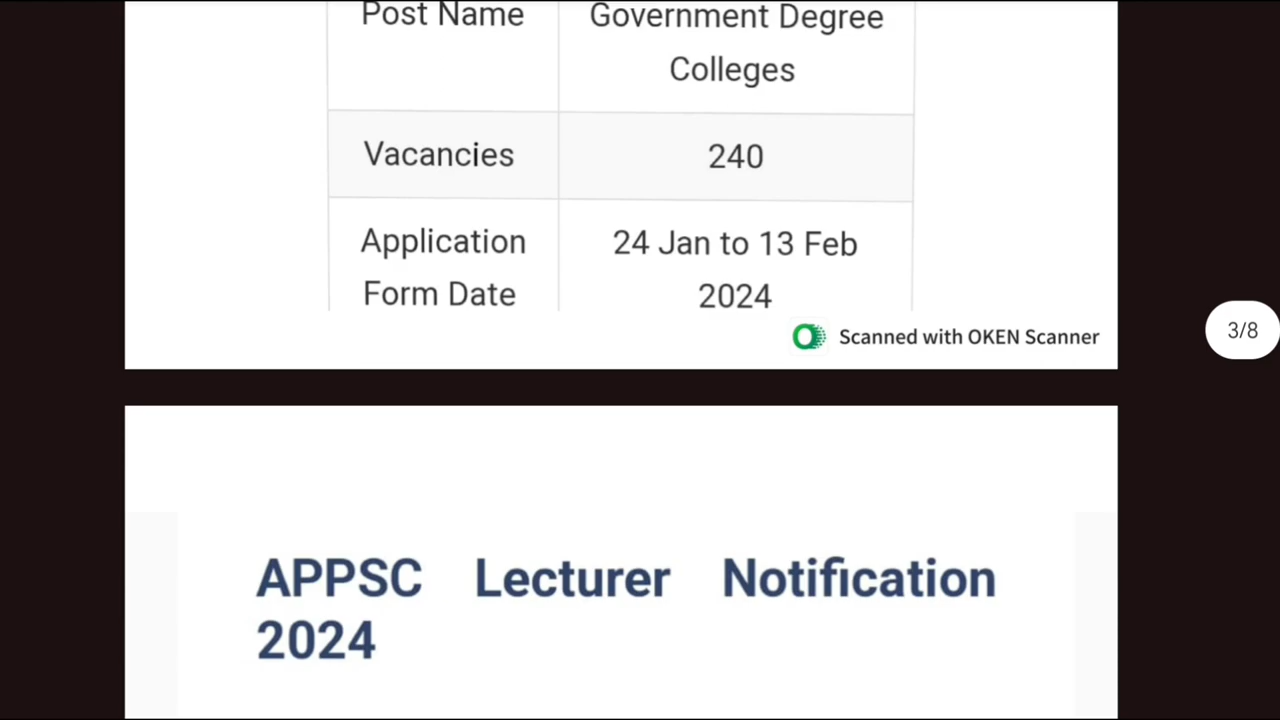 Post Name
Government Degree
Colleges
Vacancies
240
Application
Form Date
24 Jan to 13 Feb
2024
Scanned with OKEN Scanner
3/8
APPSC Lecturer Notification
2024